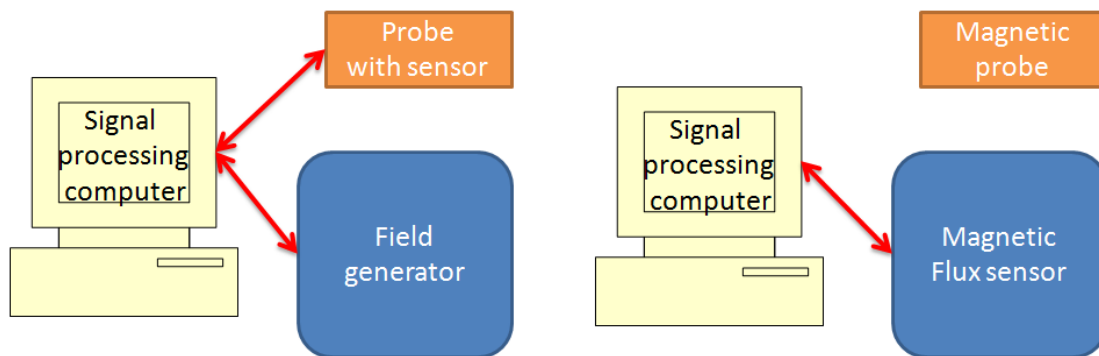 Probe
with sensor
Signal
processing
computer
Field
generator
Magnetic
probe
Signal
processing
computer
Magnetic
Flux sensor